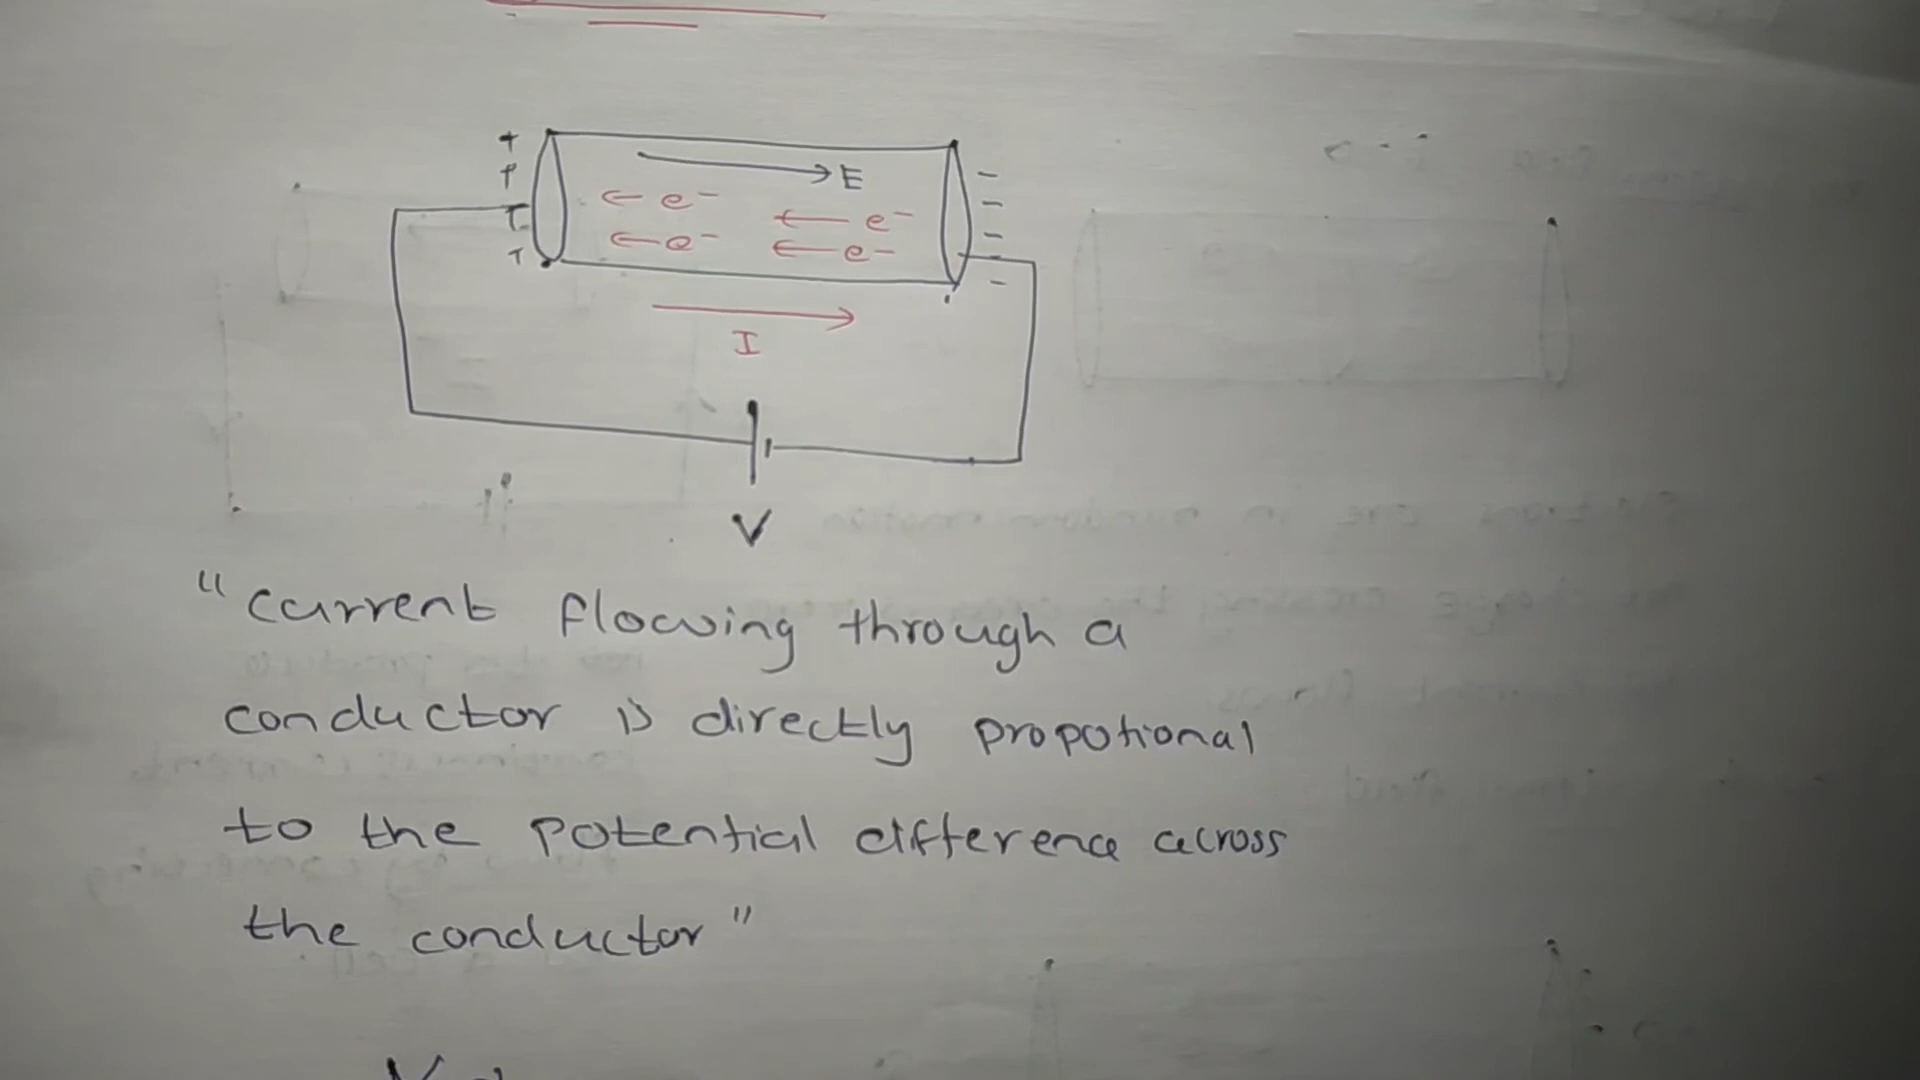 + + + +
E
e⁻ e⁻
e⁻ e⁻
I
V
"current flowing through a
conductor is directly propotional
to the potential difference across
the conductor"